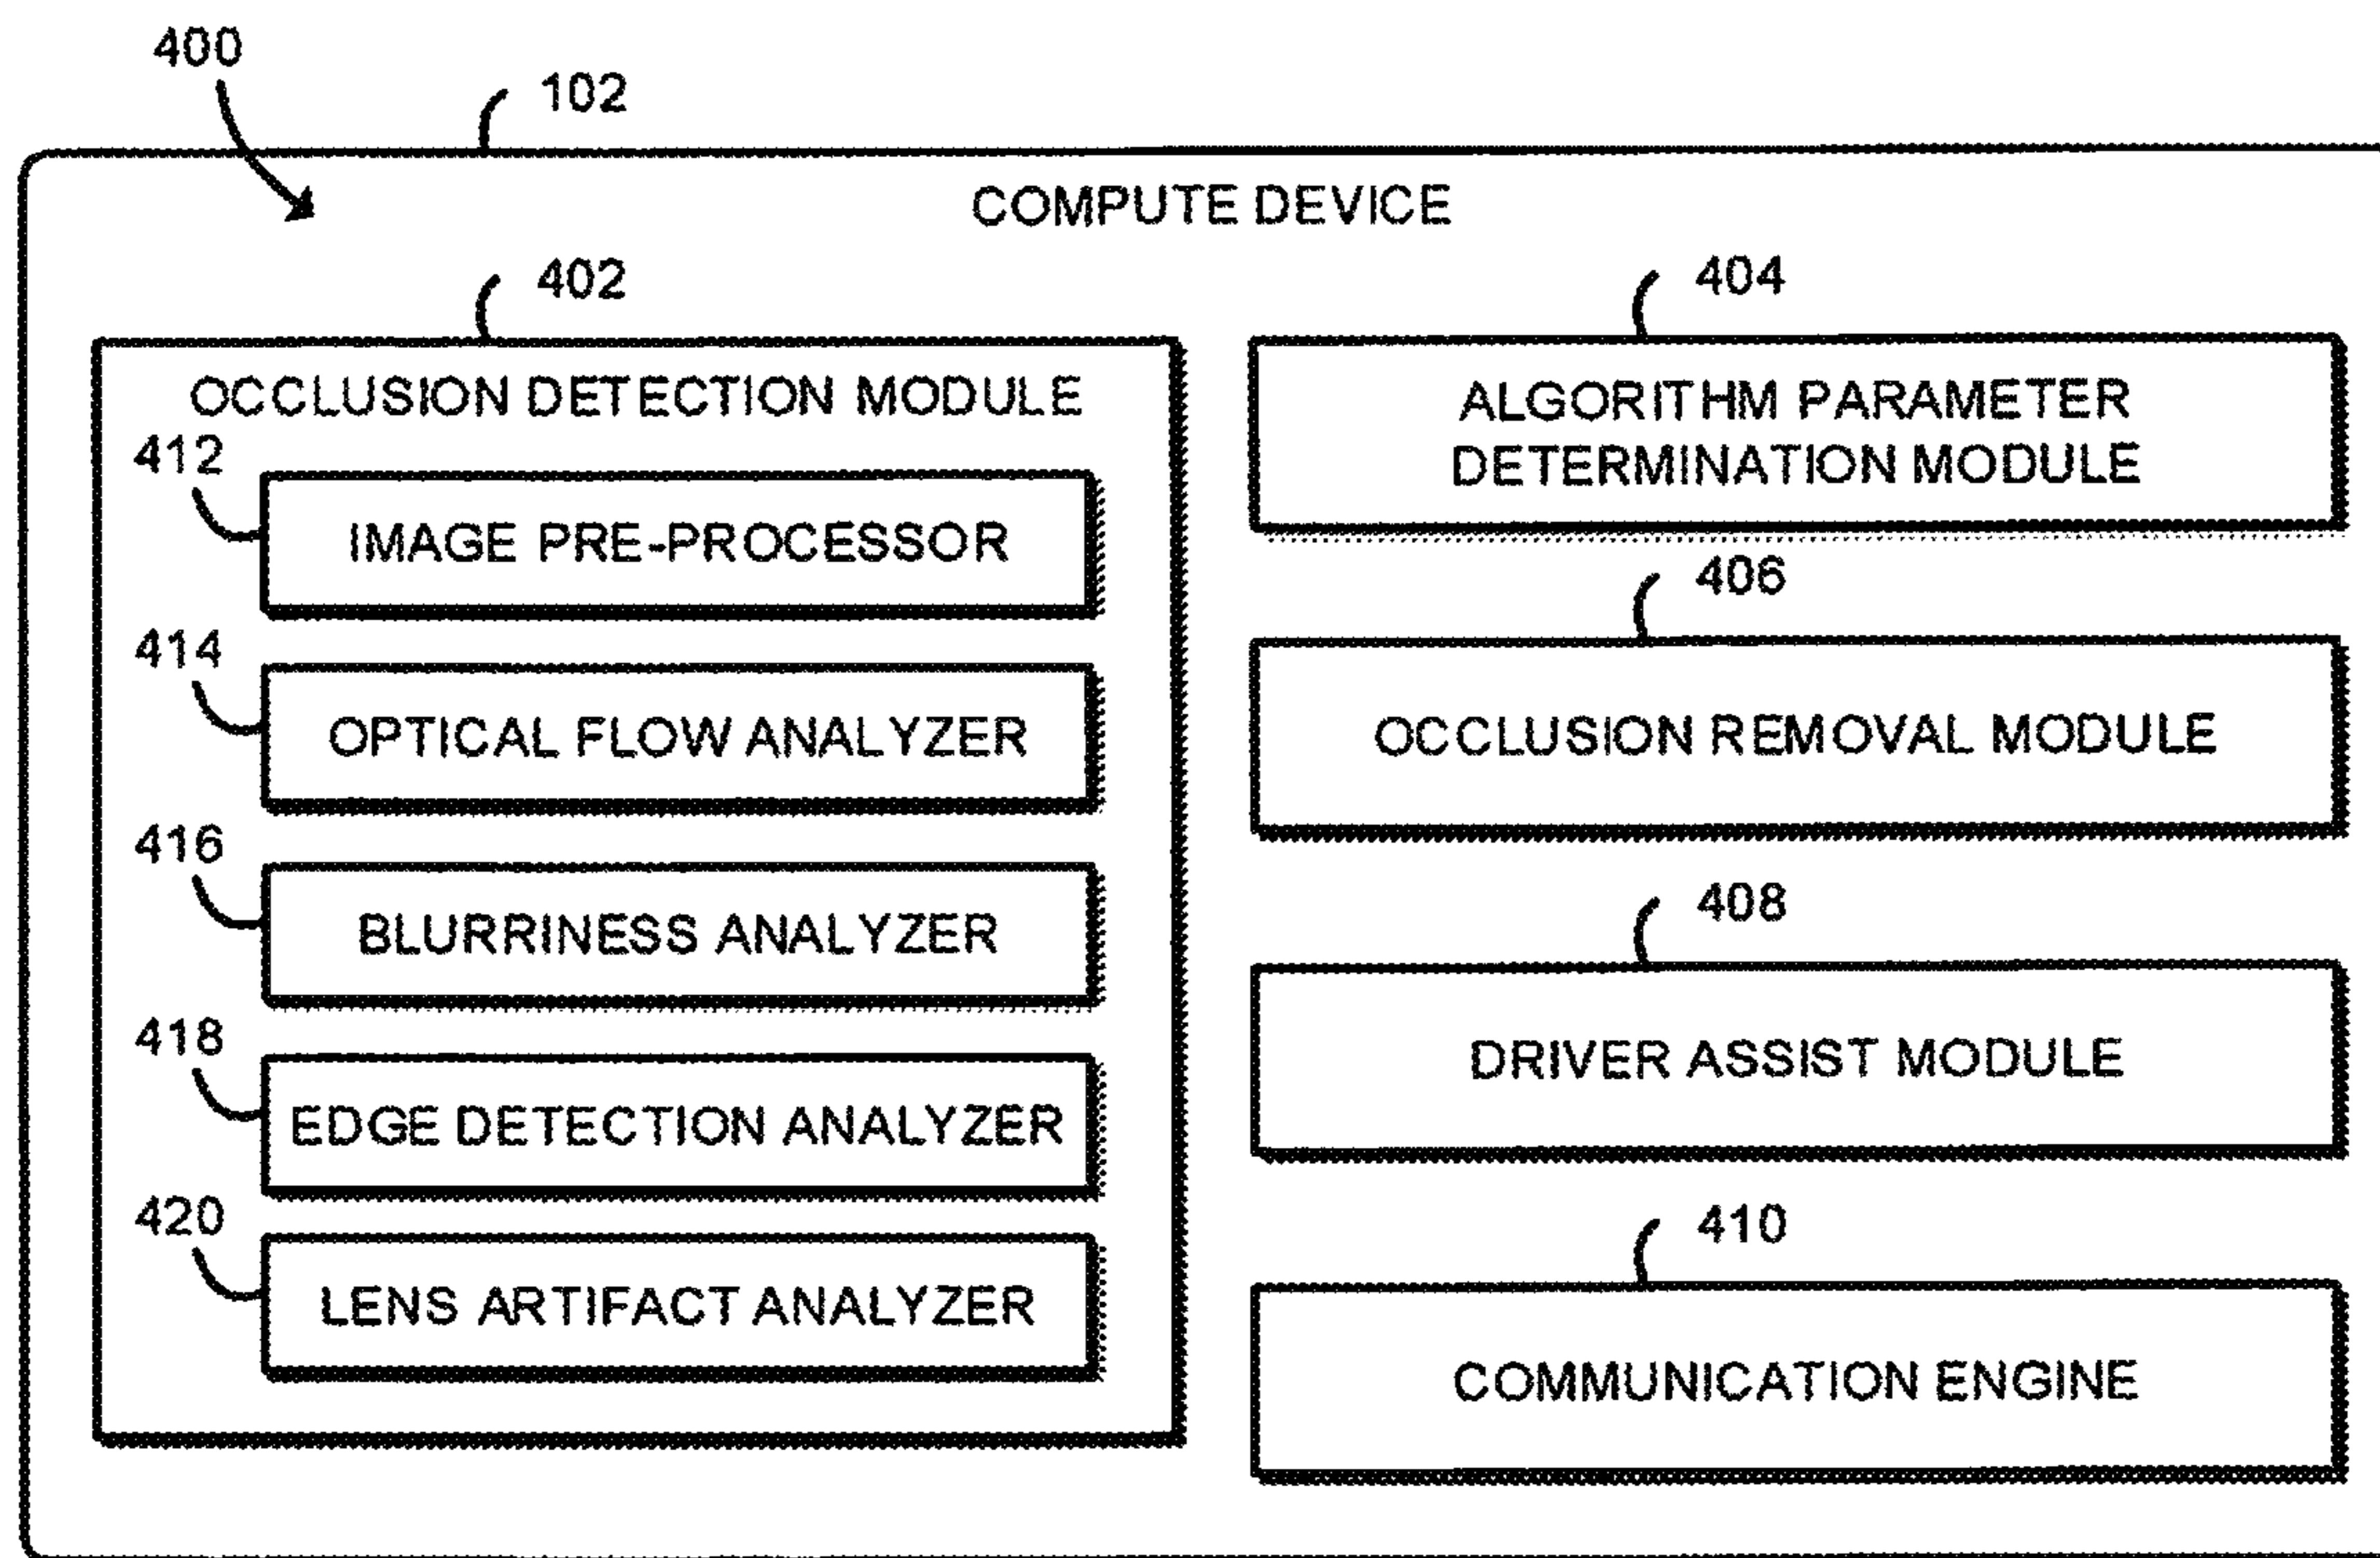 400
102
COMPUTE DEVICE
402
OCCLUSION DETECTION MODULE
412
IMAGE PRE-PROCESSOR
414
OPTICAL FLOW ANALYZER
416
BLURRINESS ANALYZER
418
EDGE DETECTION ANALYZER
420
LENS ARTIFACT ANALYZER
404
ALGORITHM PARAMETER
DETERMINATION MODULE
406
OCCLUSION REMOVAL MODULE
408
DRIVER ASSIST MODULE
410
COMMUNICATION ENGINE